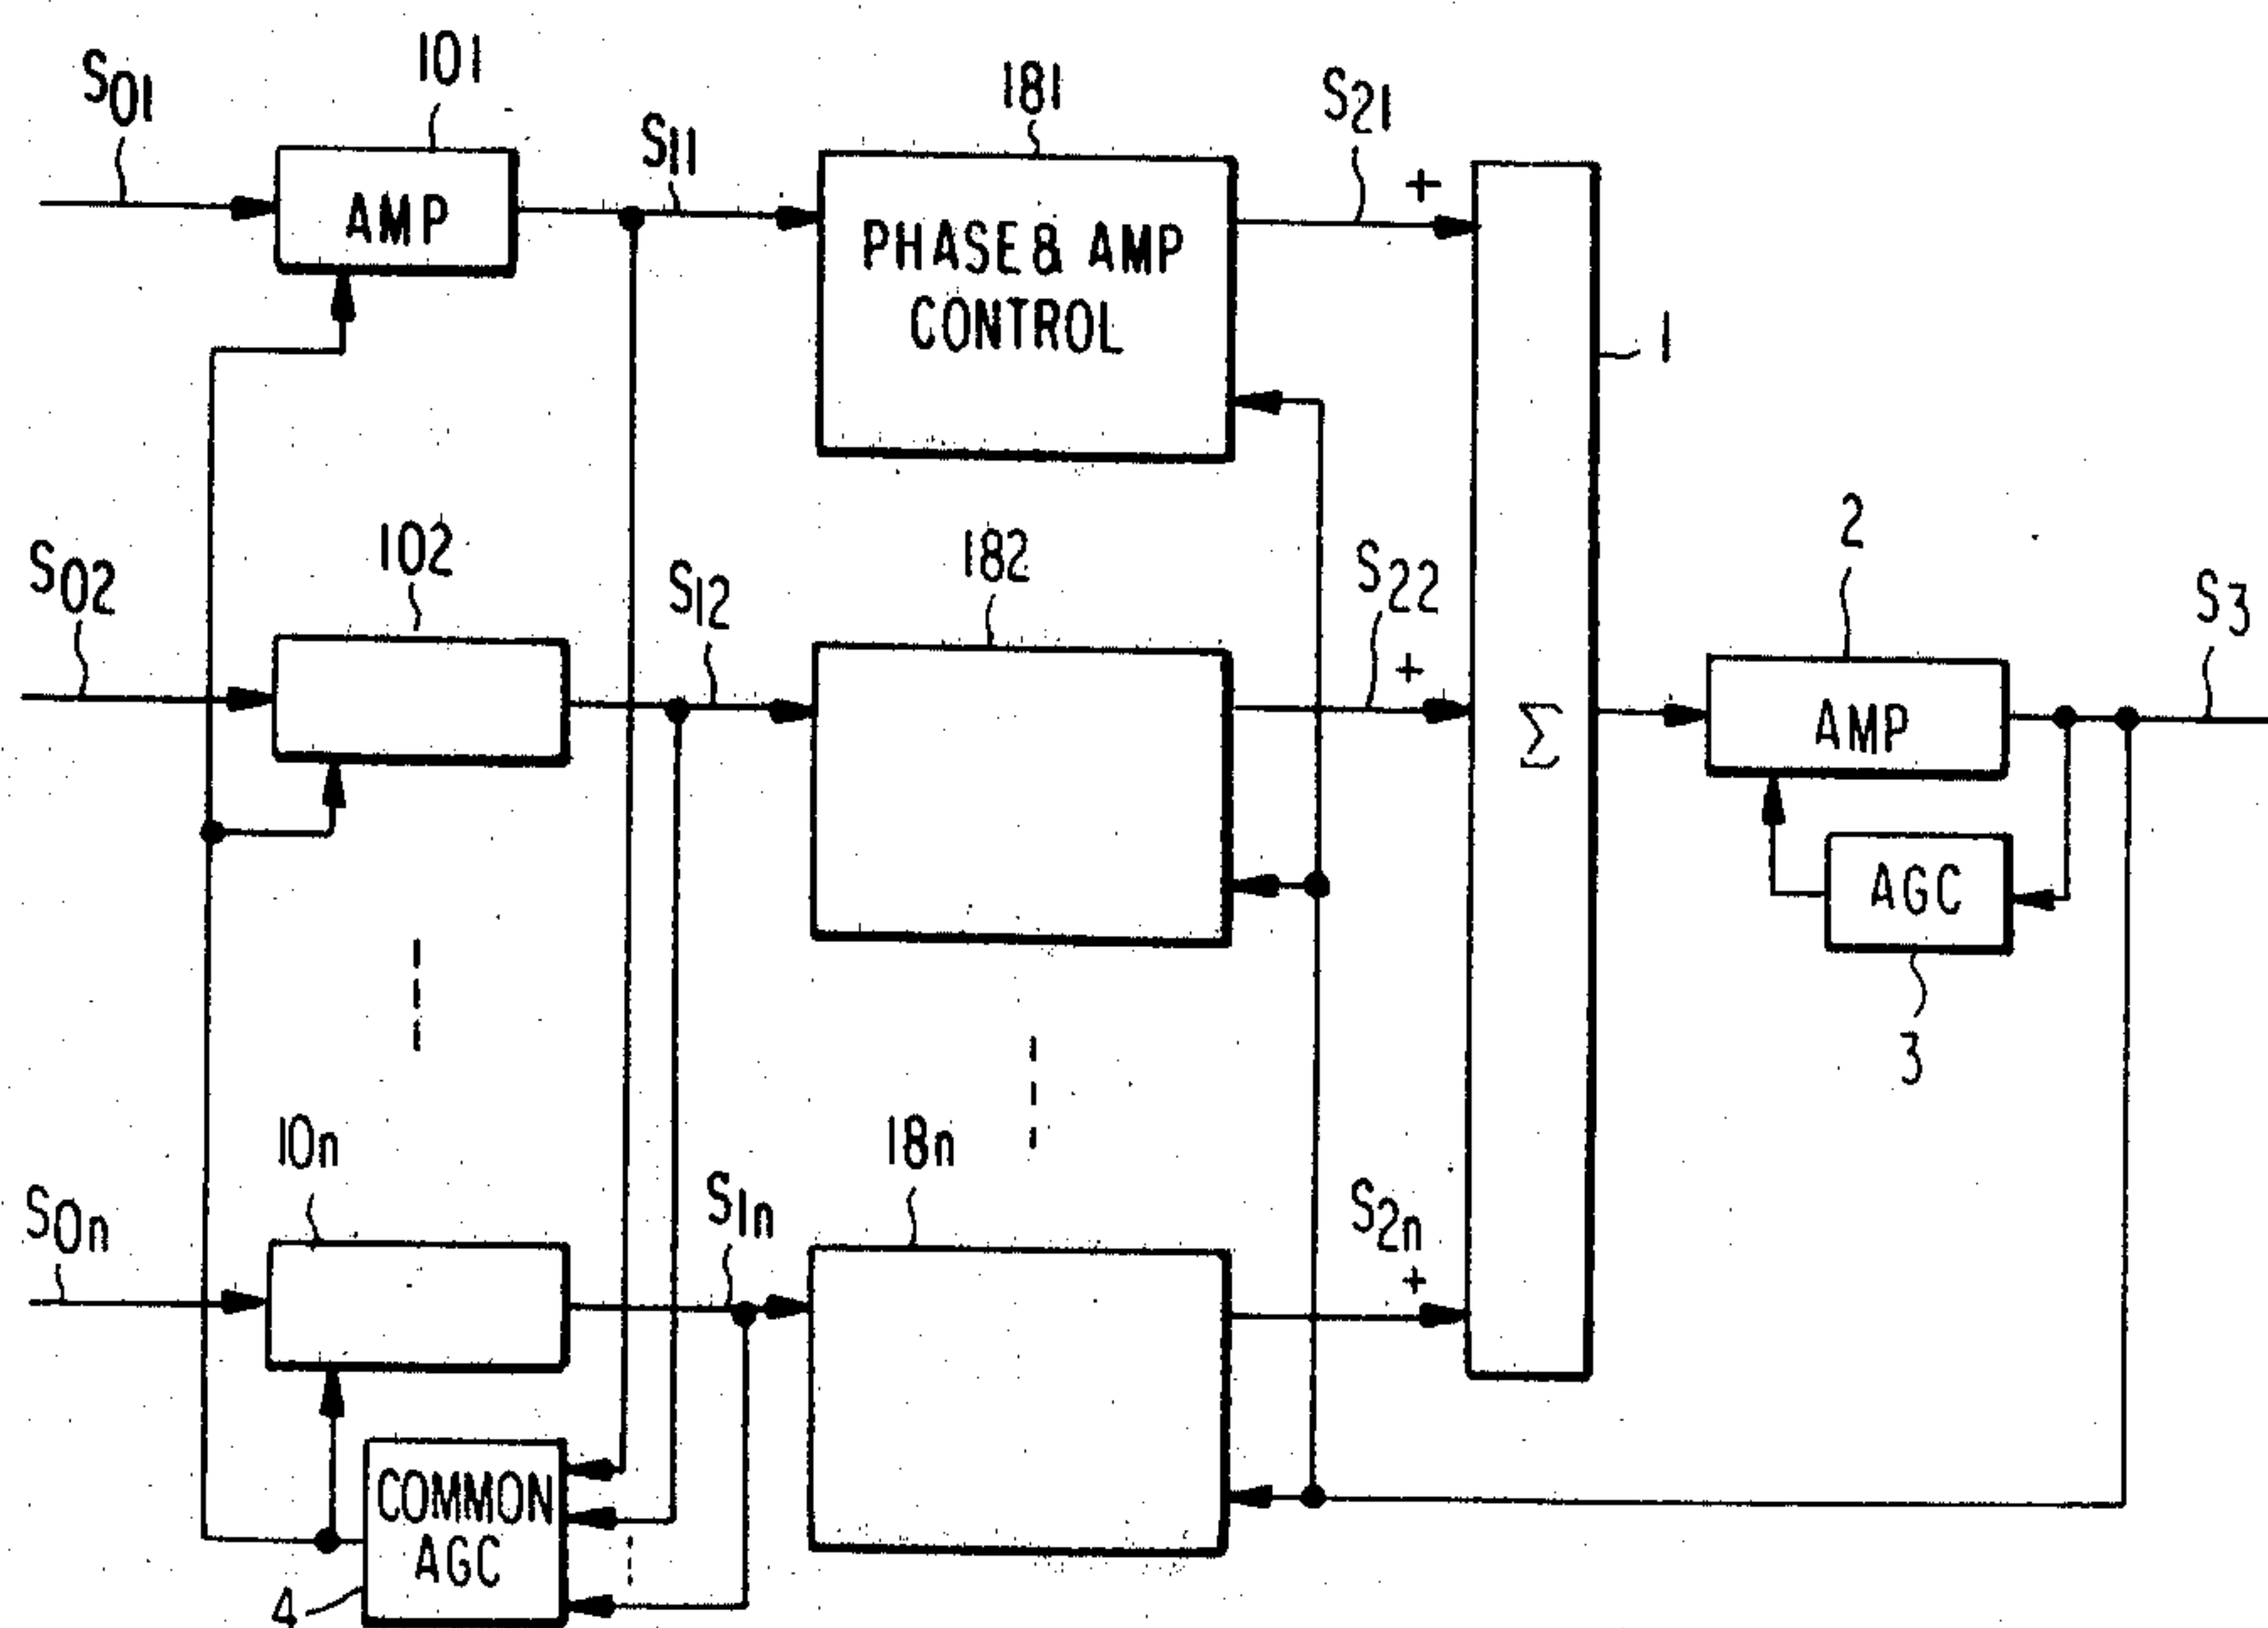 S01
101
S11
181
S21
+
AMP
PHASE & AMP
CONTROL
1
S02
102
S12
182
S22
+
2
S3
Σ
AMP
AGC
3
S0n
10n
S1n
18n
S2n
+
COMMON
AGC
4